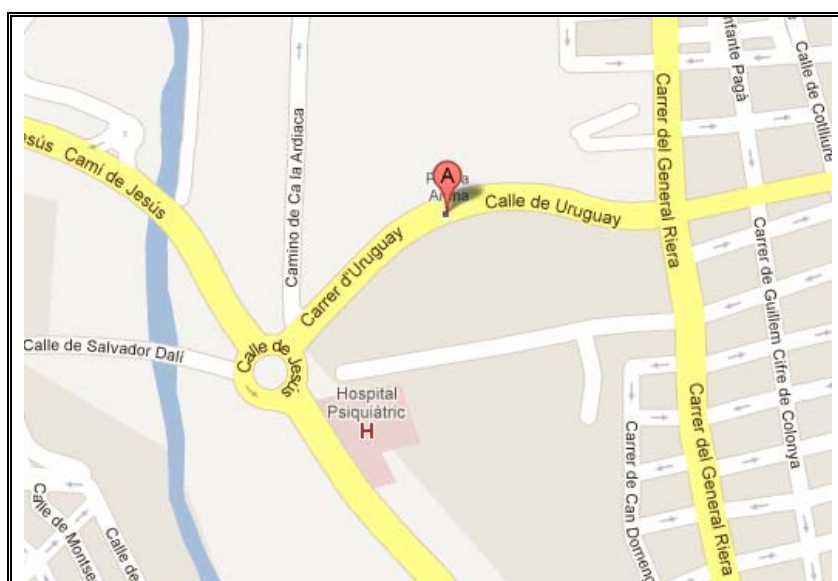 Camí de Jesús
Camino de Ca la Ardiaca
A
Calle de Uruguay
Carrer d'Uruguay
Carrer del General Riera
Calle de Cotlliure
Carrer de Guillem Cifre de Colonya
Calle de Salvador Dalí
Calle de Jesús
Hospital
Psiquiàtric
H
Carrer del General Riera
Carrer de Can Domeng
Calle de Montse
Calle de